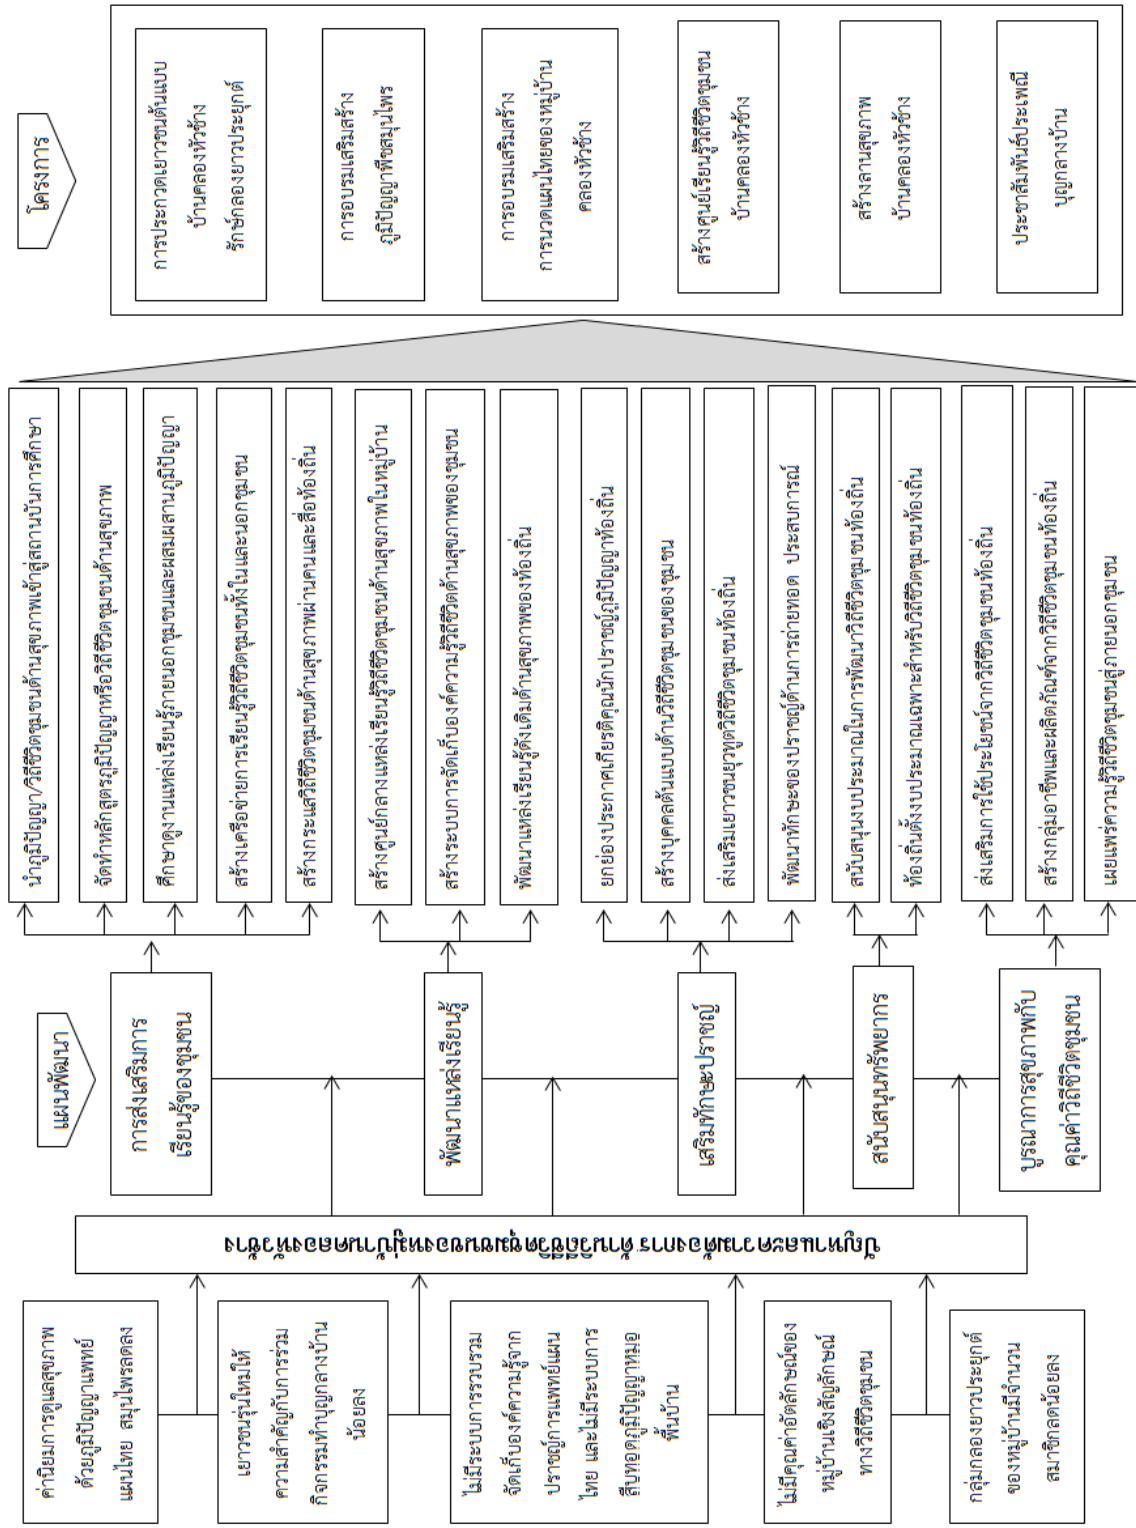 ค่านิยมการดูแลสุขภาพ
ด้วยภูมิปัญญาแพทย์
แผนไทย สมุนไพรลดลง
เยาวชนรุ่นใหม่ให้
ความสำคัญกับการร่วม
กิจกรรมทำบุญกลางบ้าน
น้อยลง
ไม่มีระบบการรวบรวม
จัดเก็บองค์ความรู้จาก
ปราชญ์การแพทย์แผน
ไทย และไม่มีระบบการ
สืบทอดภูมิปัญญาหมอ
พื้นบ้าน
ไม่มีคุณค่าอัตลักษณ์ของ
หมู่บ้านเชิงสัญลักษณ์
ทางวิถีชีวิตชุมชน
กลุ่มกลองยาวประยุกต์
ของหมู่บ้านมีจำนวน
สมาชิกลดน้อยลง
แผนพัฒนา
การส่งเสริมการ
เรียนรู้ของชุมชน
พัฒนาแหล่งเรียนรู้
เสริมทักษะปราชญ์
สนับสนุนทรัพยากร
บูรณาการสุขภาพกับ
คุณค่าวิถีชีวิตชุมชน
นำภูมิปัญญา/วิถีชีวิตชุมชนด้านสุขภาพเข้าสู่สถานบันการศึกษา
จัดทำหลักสูตรภูมิปัญญาหรือวิถีชีวิตชุมชนด้านสุขภาพ
ศึกษาดูงานแหล่งเรียนรู้ภายนอกชุมชนและผสมผสานภูมิปัญญา
สร้างเครือข่ายการเรียนรู้วิถีชีวิตชุมชนทั้งในและนอกชุมชน
สร้างกระแสวิถีชีวิตชุมชนด้านสุขภาพผ่านคนและสื่อท้องถิ่น
สร้างศูนย์กลางแหล่งเรียนรู้วิถีชีวิตชุมชนด้านสุขภาพในหมู่บ้าน
สร้างระบบการจัดเก็บองค์ความรู้วิถีชีวิตด้านสุขภาพของชุมชน
พัฒนาแหล่งเรียนรู้ดั้งเดิมด้านสุขภาพของท้องถิ่น
ยกย่องประกาศเกียรติคุณนักปราชญ์ภูมิปัญญาท้องถิ่น
สร้างบุคคลต้นแบบด้านวิถีชีวิตชุมชนของชุมชน
ส่งเสริมเยาวชนยุวทูตวิถีชีวิตชุมชนท้องถิ่น
พัฒนาทักษะของปราชญ์ด้านการถ่ายทอด ประสบการณ์
สนับสนุนงบประมาณในการพัฒนาวิถีชีวิตชุมชนท้องถิ่น
ท้องถิ่นตั้งงบประมาณเฉพาะสำหรับวิถีชีวิตชุมชนท้องถิ่น
ส่งเสริมการใช้ประโยชน์จากวิถีชีวิตชุมชนท้องถิ่น
สร้างกลุ่มอาชีพและผลิตภัณฑ์จากวิถีชีวิตชุมชนท้องถิ่น
เผยแพร่ความรู้วิถีชีวิตชุมชนสู่ภายนอกชุมชน
โครงการ
การประกวดเยาวชนต้นแบบ
บ้านคลองหัวช้าง
รักษ์กลองยาวประยุกต์
การอบรมเสริมสร้าง
ภูมิปัญญาพืชสมุนไพร
การอบรมเสริมสร้าง
การนวดแผนไทยของหมู่บ้าน
คลองหัวช้าง
สร้างศูนย์เรียนรู้วิถีชีวิตชุมชน
บ้านคลองหัวช้าง
สร้างลานสุขภาพ
บ้านคลองหัวช้าง
ประชาสัมพันธ์ประเพณี
บุญกลางบ้าน